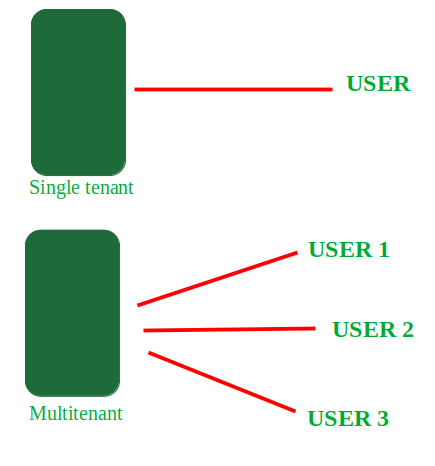 USER
Single tenant
USER 1
USER 2
Multitenant
USER 3